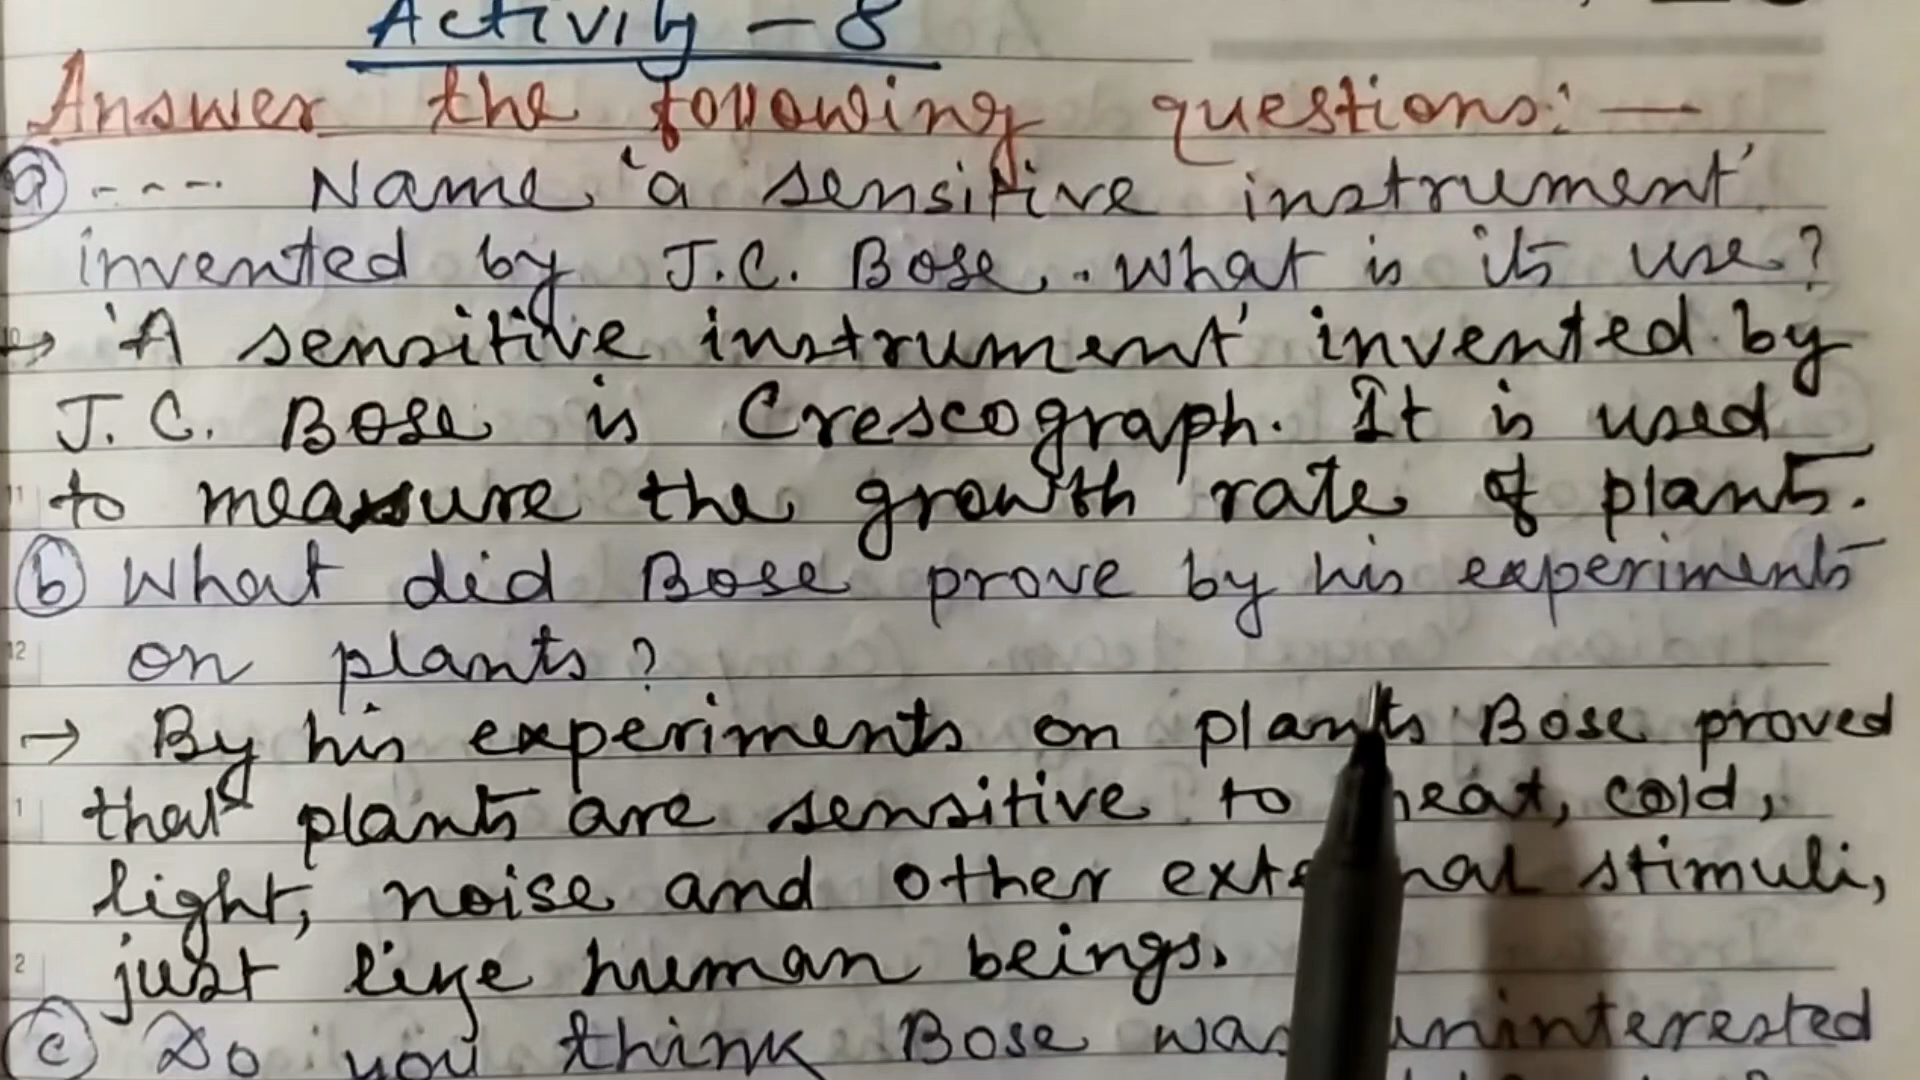 Activity - 8
Answer the following questions: -
(a) ---- Name 'a sensitive instrument'
invented by J.C. Bose. What is its use?
→ 'A sensitive instrument' invented by
J. C. Bose is Crescograph. It is used
to measure the growth rate of plants.
(b) What did Bose prove by his experiments
on plants?
→ By his experiments on plants Bose proved
that plants are sensitive to heat, cold,
light, noise and other external stimuli,
just like human beings.
(c) Do you think Bose was uninterested